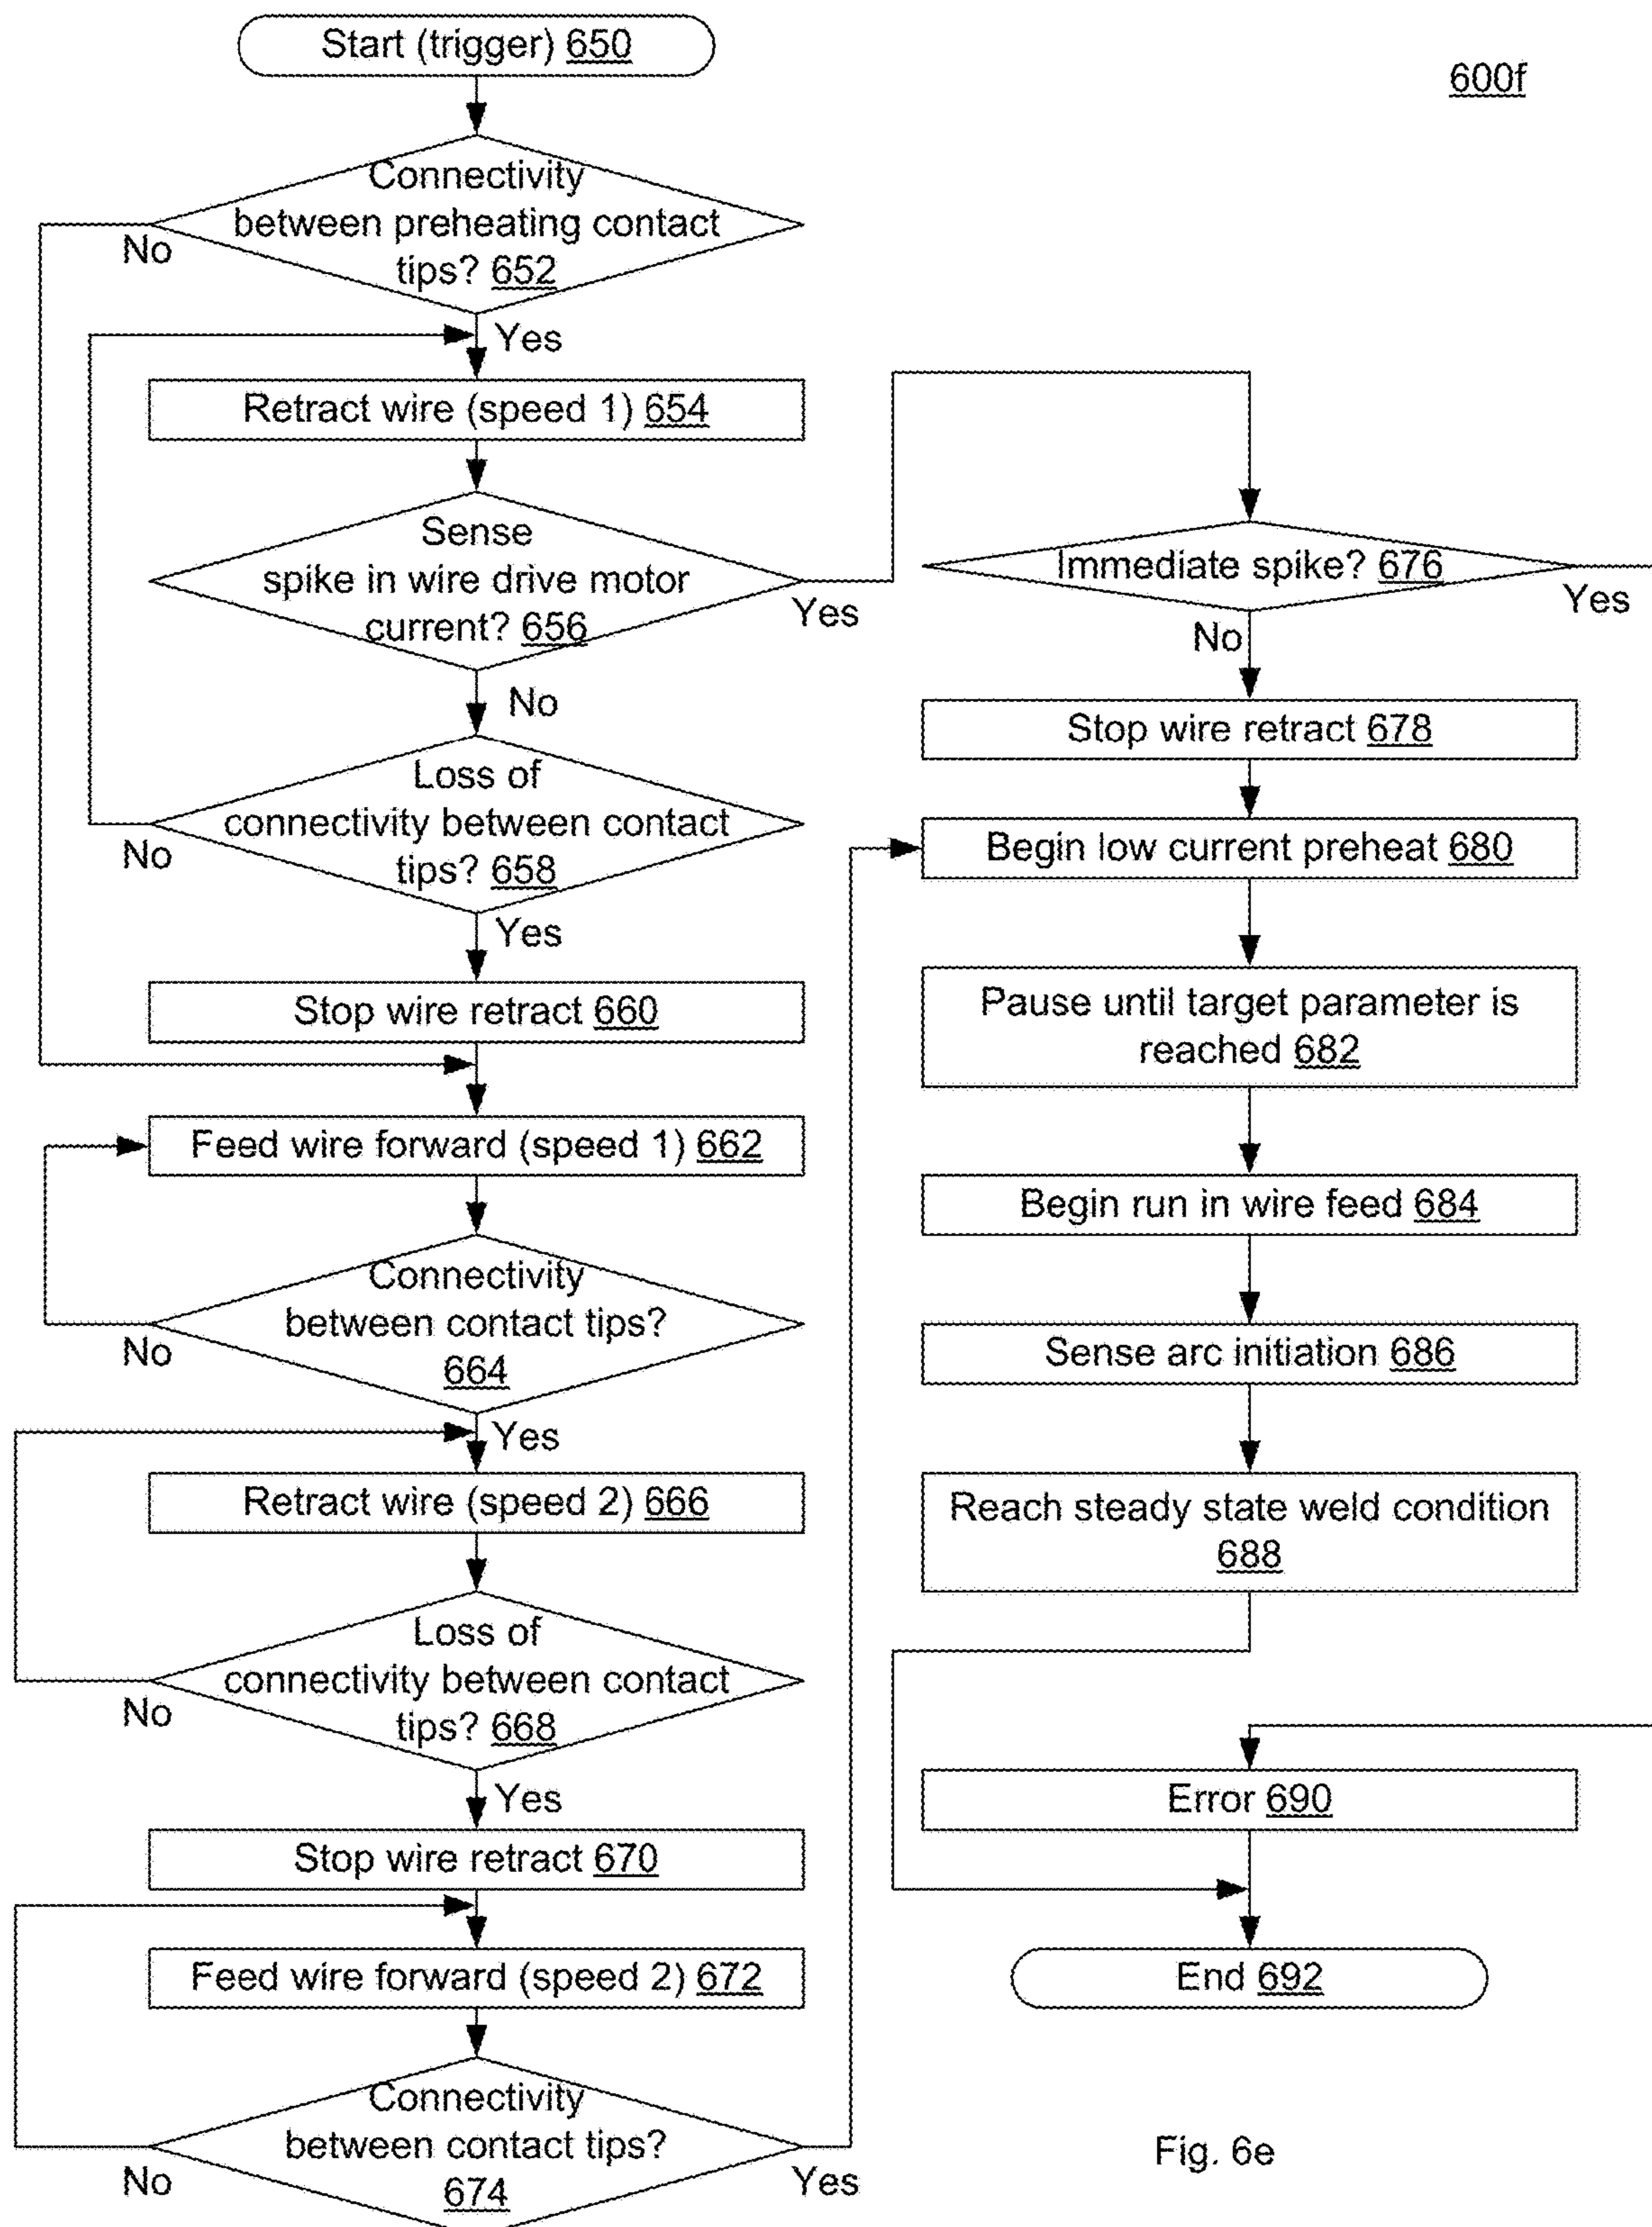 Start (trigger) 650
600f
Connectivity
between preheating contact
tips? 652
No
Yes
Retract wire (speed 1) 654
Sense
spike in wire drive motor
current? 656
Yes
No
Loss of
connectivity between contact
tips? 658
No
Yes
Stop wire retract 660
Feed wire forward (speed 1) 662
Connectivity
between contact tips?
664
No
Yes
Retract wire (speed 2) 666
Loss of
connectivity between contact
tips? 668
No
Yes
Stop wire retract 670
Feed wire forward (speed 2) 672
Connectivity
between contact tips?
674
No
Yes
Immediate spike? 676
Yes
No
Stop wire retract 678
Begin low current preheat 680
Pause until target parameter is
reached 682
Begin run in wire feed 684
Sense arc initiation 686
Reach steady state weld condition
688
Error 690
End 692
Fig. 6e